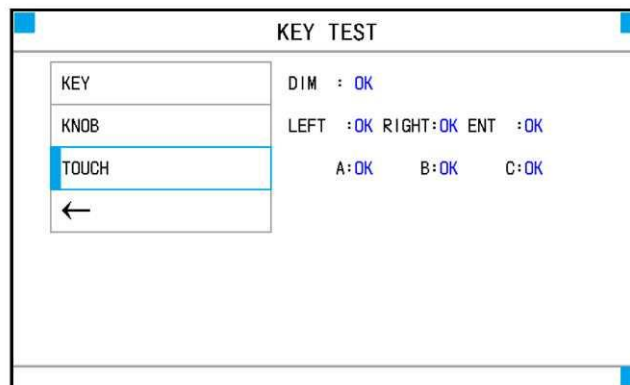 KEY TEST
KEY DIM : OK
KNOB LEFT :OK RIGHT:OK ENT :OK
TOUCH A:OK B:OK C:OK
←